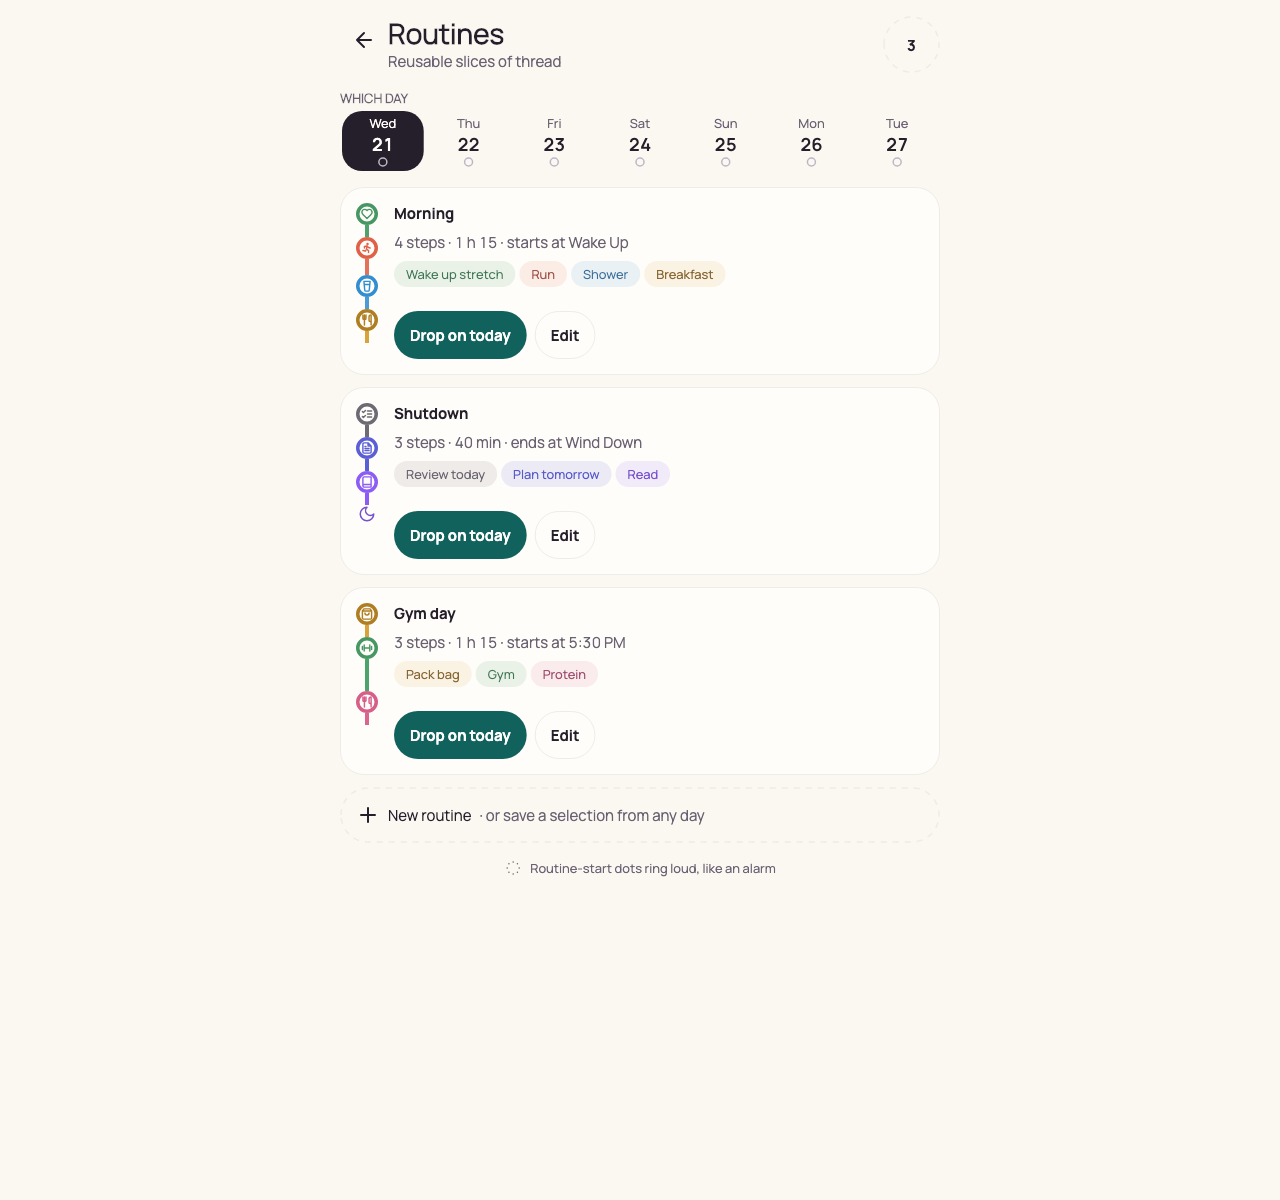 Routines
Reusable slices of thread
3
WHICH DAY
Wed Thu Fri Sat Sun Mon Tue
21 22 23 24 25 26 27
Morning
4 steps · 1 h 15 · starts at Wake Up
Wake up stretch Run Shower Breakfast
Drop on today Edit
Shutdown
3 steps · 40 min · ends at Wind Down
Review today Plan tomorrow Read
Drop on today Edit
Gym day
3 steps · 1 h 15 · starts at 5:30 PM
Pack bag Gym Protein
Drop on today Edit
New routine · or save a selection from any day
Routine-start dots ring loud, like an alarm